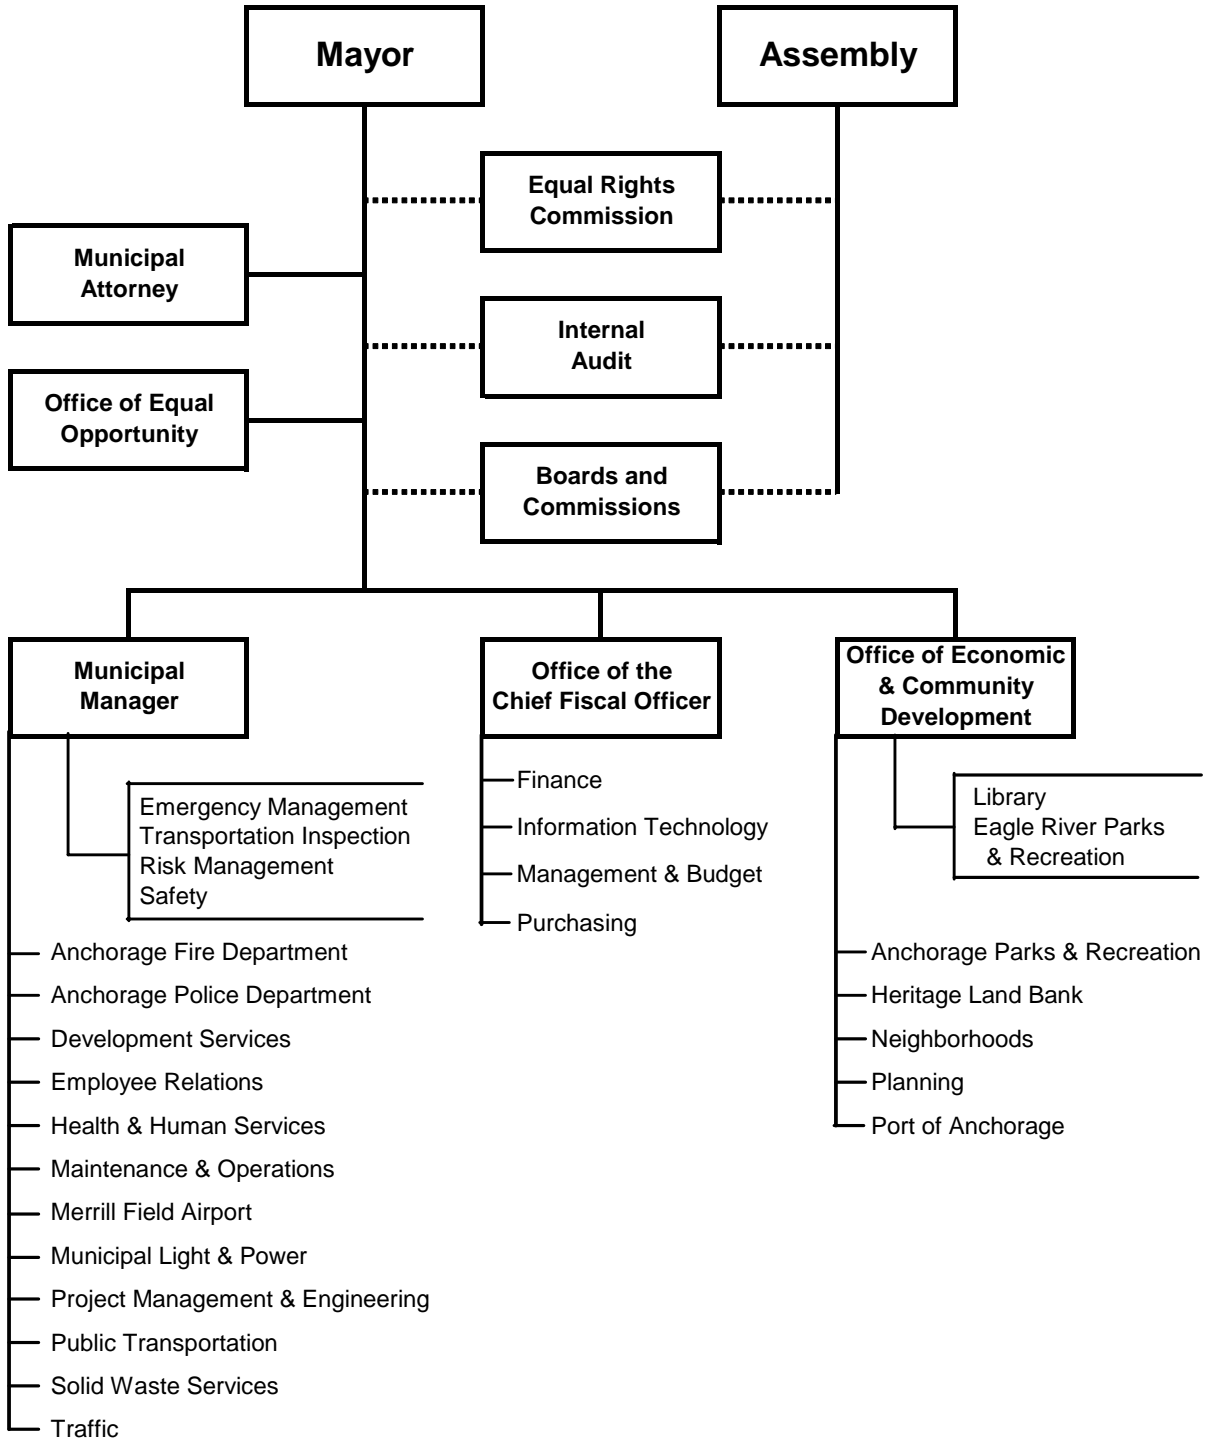 Mayor
Assembly
Equal Rights
Commission
Municipal
Attorney
Internal
Audit
Office of Equal
Opportunity
Boards and
Commissions
Municipal
Manager
Office of the
Chief Fiscal Officer
Office of Economic
& Community
Development
Emergency Management
Transportation Inspection
Risk Management
Safety
Anchorage Fire Department
Anchorage Police Department
Development Services
Employee Relations
Health & Human Services
Maintenance & Operations
Merrill Field Airport
Municipal Light & Power
Project Management & Engineering
Public Transportation
Solid Waste Services
Traffic
Finance
Information Technology
Management & Budget
Purchasing
Library
Eagle River Parks
& Recreation
Anchorage Parks & Recreation
Heritage Land Bank
Neighborhoods
Planning
Port of Anchorage